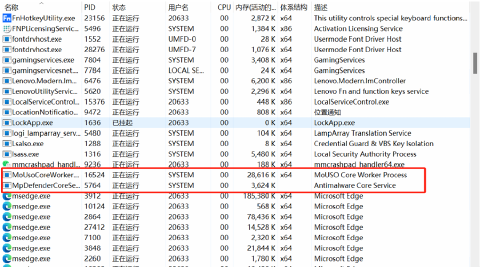 名称 PID 状态 用户名 CPU 内存(活动的... 体系结构 描述
FnHotkeyUtility.exe 23156 正在运行 20633 00 2,872 K x64 This utility controls special keyboard functions...
FNPLicensingServic... 5496 正在运行 SYSTEM 00 1,384 K x86 Activation Licensing Service
fontdrvhost.exe 1552 正在运行 UMFD-0 00 28 K x64 Usermode Font Driver Host
fontdrvhost.exe 28276 正在运行 UMFD-7 00 1,076 K x64 Usermode Font Driver Host
gamingservices.exe 7804 正在运行 SYSTEM 00 3,408 K x64 GamingServices
gamingservicesnet.... 7784 正在运行 LOCAL SE... 00 24 K x64 GamingServices
Lenovo.Modern.Im... 6476 正在运行 SYSTEM 00 6,200 K x86 Lenovo.Modern.ImController
LenovoUtilityServic... 5620 正在运行 SYSTEM 00 2,296 K x64 Lenovo Fn and function keys service
LocalServiceControl... 15376 正在运行 20633 00 448 K x86 LocalServiceControl.exe
LocationNotificatio... 9472 正在运行 20633 00 808 K x64 位置通知
LockApp.exe 1636 已挂起 20633 00 0 K x64 LockApp.exe
logi_lamparray_serv... 5480 正在运行 SYSTEM 00 104 K x64 LampArray Translation Service
LsaIso.exe 1288 正在运行 SYSTEM 00 8 K x64 Credential Guard & VBS Key Isolation
lsass.exe 1316 正在运行 SYSTEM 00 5,480 K x64 Local Security Authority Process
mmcrashpad_handl... 9236 正在运行 20633 00 188 K x64 mmcrashpad_handler64.exe
MoUsoCoreWorker... 16524 正在运行 SYSTEM 00 28,616 K x64 MoUSO Core Worker Process
MpDefenderCoreSe... 5764 正在运行 SYSTEM 00 3,624 K Antimalware Core Service
msedge.exe 3912 正在运行 20633 00 185,380 K x64 Microsoft Edge
msedge.exe 10124 正在运行 20633 00 568 K x64 Microsoft Edge
msedge.exe 2864 正在运行 20633 00 78,436 K x64 Microsoft Edge
msedge.exe 27412 正在运行 20633 00 14,528 K x64 Microsoft Edge
msedge.exe 7100 正在运行 20633 00 2,320 K x64 Microsoft Edge
msedge.exe 3848 正在运行 20633 00 21,844 K x64 Microsoft Edge
msedge.exe 2260 正在运行 20633 00 1,780 K x64 Microsoft Edge